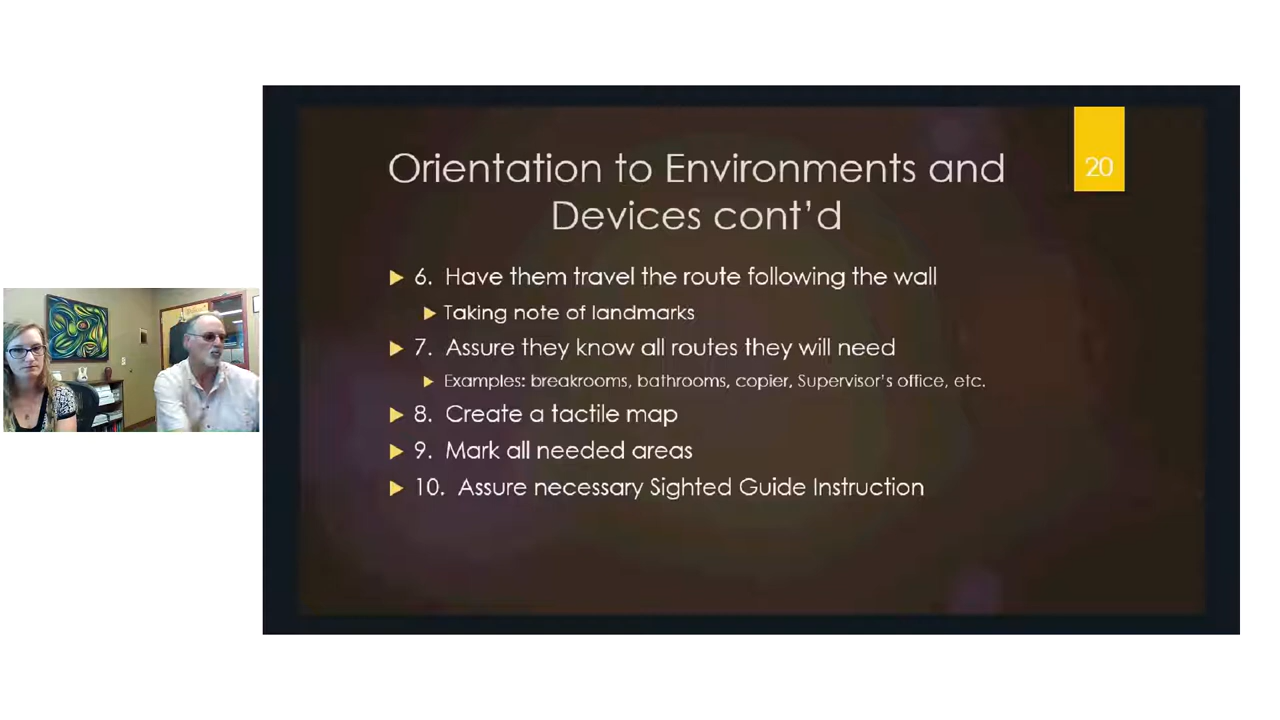 20
Orientation to Environments and
Devices cont'd
6. Have them travel the route following the wall
Taking note of landmarks
7. Assure they know all routes they will need
Examples: breakrooms, bathrooms, copier, Supervisor's office, etc.
8. Create a tactile map
9. Mark all needed areas
10. Assure necessary Sighted Guide Instruction